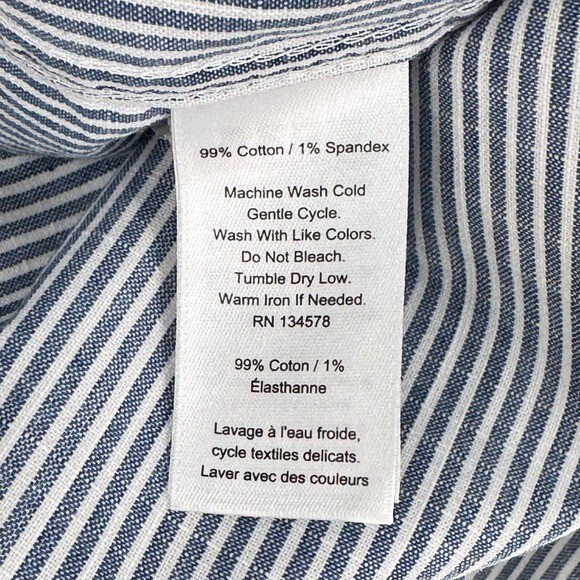 99% Cotton / 1% Spandex
Machine Wash Cold
Gentle Cycle.
Wash With Like Colors.
Do Not Bleach.
Tumble Dry Low.
Warm Iron If Needed.
RN 134578
99% Coton / 1%
Élasthanne
Lavage à l'eau froide,
cycle textiles delicats.
Laver avec des couleurs